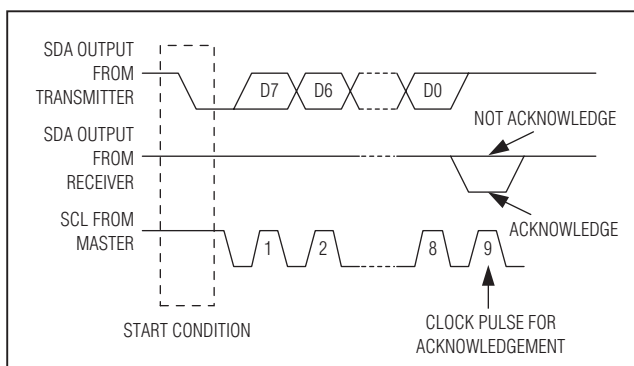 SDA OUTPUT
FROM
TRANSMITTER
D7
D6
D0
SDA OUTPUT
FROM
RECEIVER
NOT ACKNOWLEDGE
ACKNOWLEDGE
SCL FROM
MASTER
1
2
8
9
START CONDITION
CLOCK PULSE FOR
ACKNOWLEDGEMENT